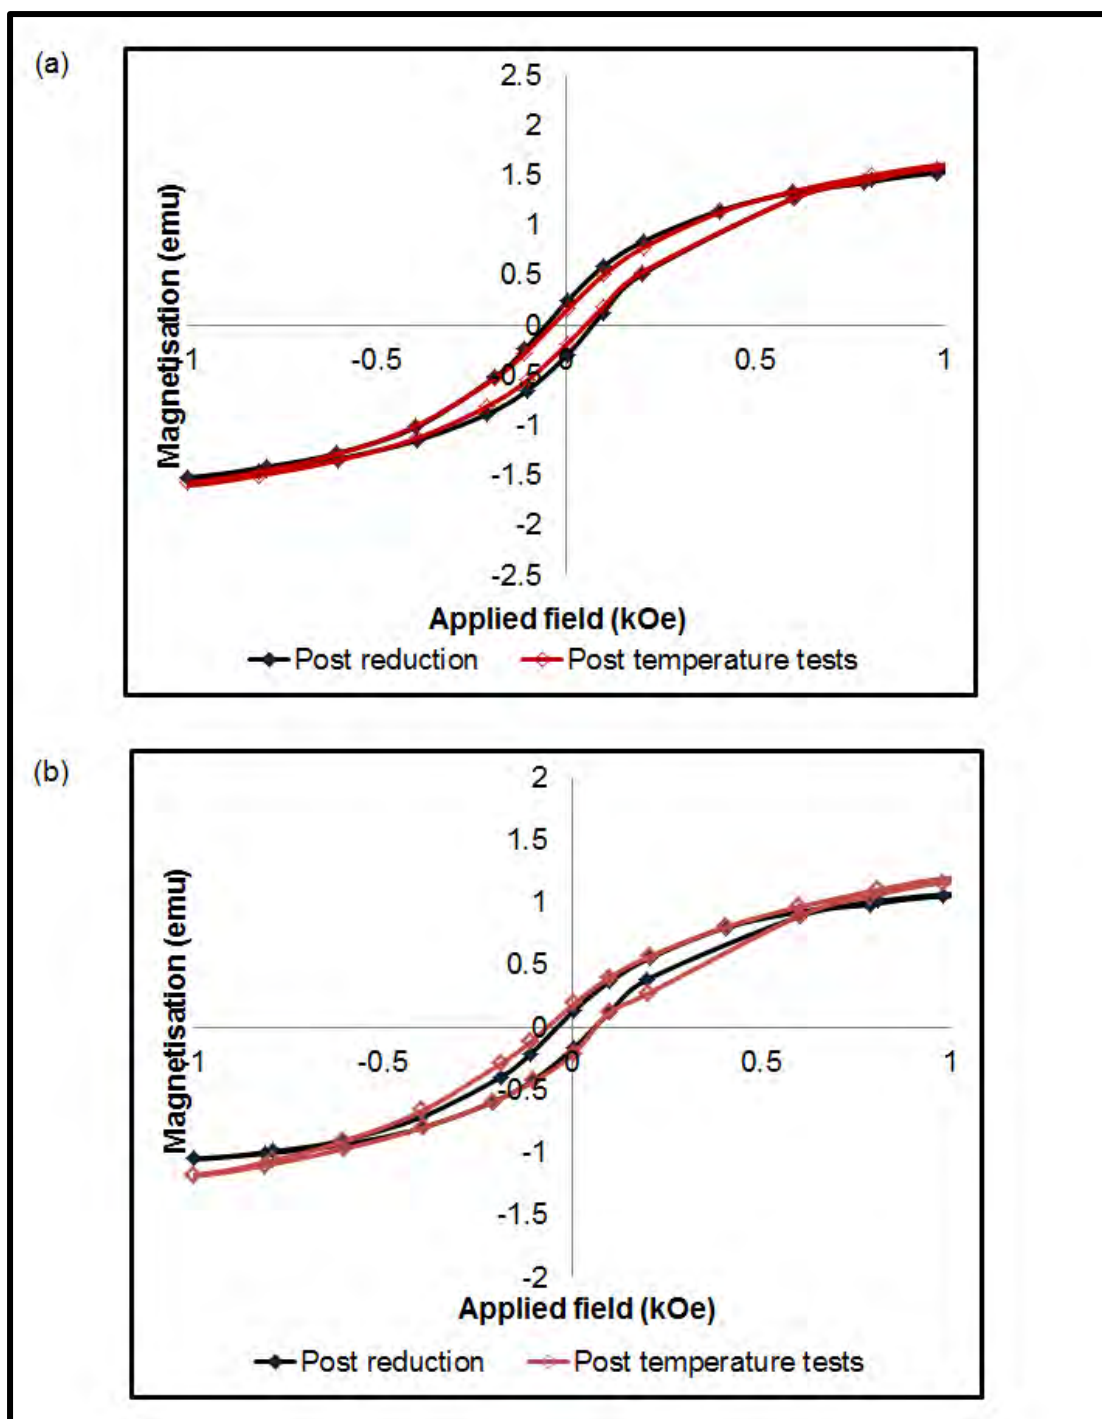 (a)
2.5
2
1.5
1
0.5
0
-1 -0.5 0 0.5 1
-0.5
-1
-1.5
-2
-2.5
Magnetisation (emu)
Applied field (kOe)
Post reduction Post temperature tests
(b)
2
1.5
1
0.5
0
-1 -0.5 0 0.5 1
-0.5
-1
-1.5
-2
Magnetisation (emu)
Applied field (kOe)
Post reduction Post temperature tests